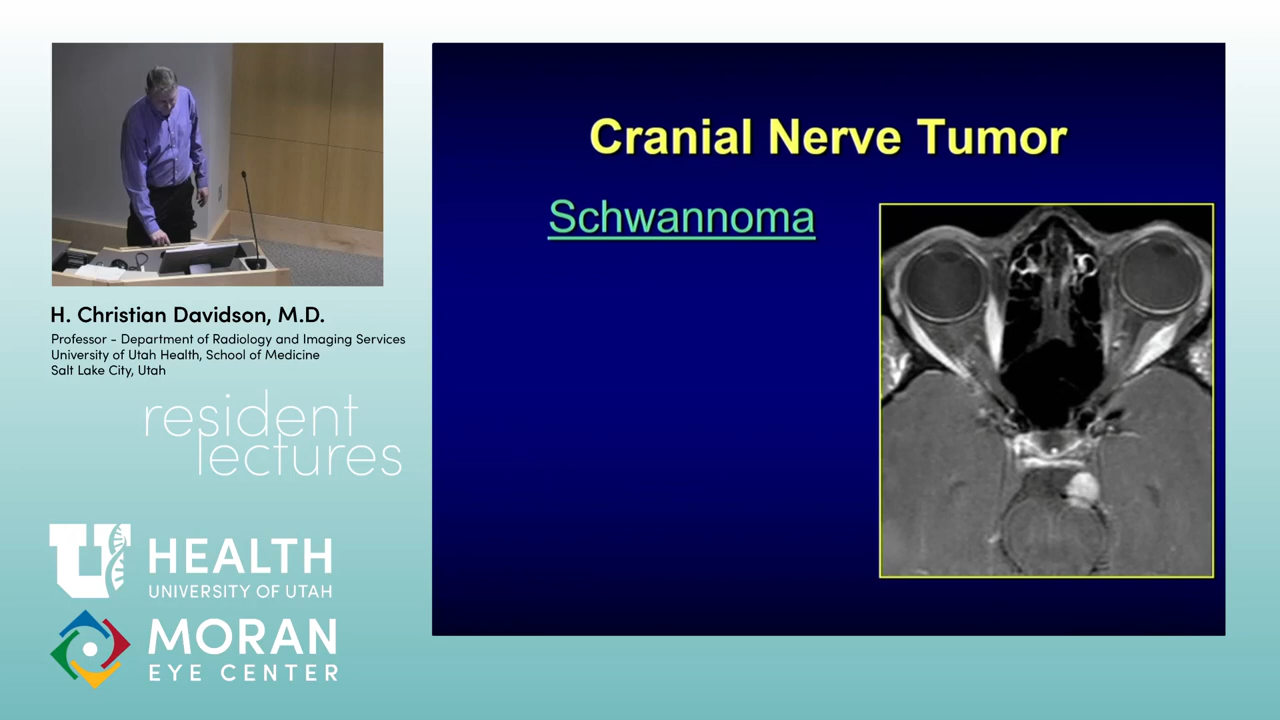 Cranial Nerve Tumor
Schwannoma
H. Christian Davidson, M.D.
Professor - Department of Radiology and Imaging Services
University of Utah Health, School of Medicine
Salt Lake City, Utah
resident
lectures
U HEALTH
UNIVERSITY OF UTAH
MORAN
EYE CENTER